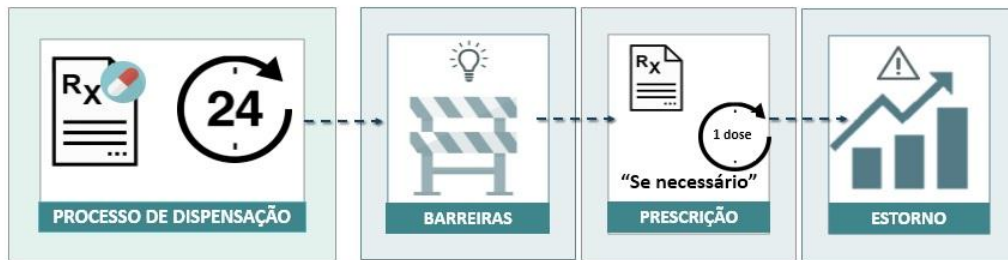 Rx
24
...
PROCESSO DE DISPENSAÇÃO
BARREIRAS
Rx
1 dose
“Se necessário”
PRESCRIÇÃO
ESTORNO